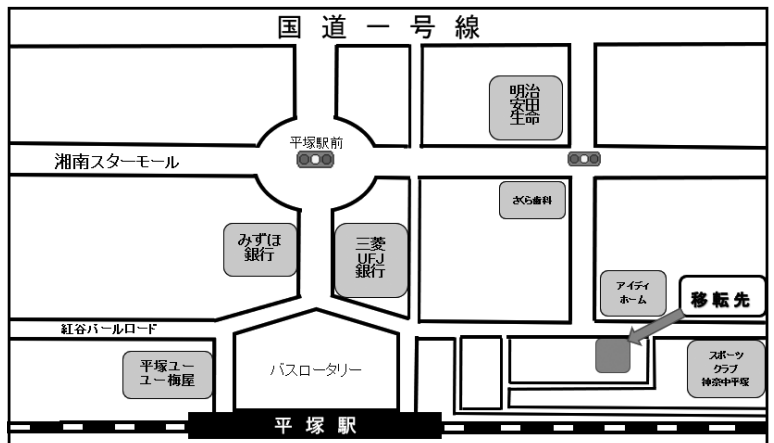 国道一号線
明治
安田
生命
平塚駅前
湘南スターモール
さくら歯科
みずほ
銀行
三菱
UFJ
銀行
アイディ
ホーム
移転先
紅谷パールロード
平塚ユー
ユー梅屋
バスロータリー
スポーツ
クラブ
神奈中平塚
平塚駅